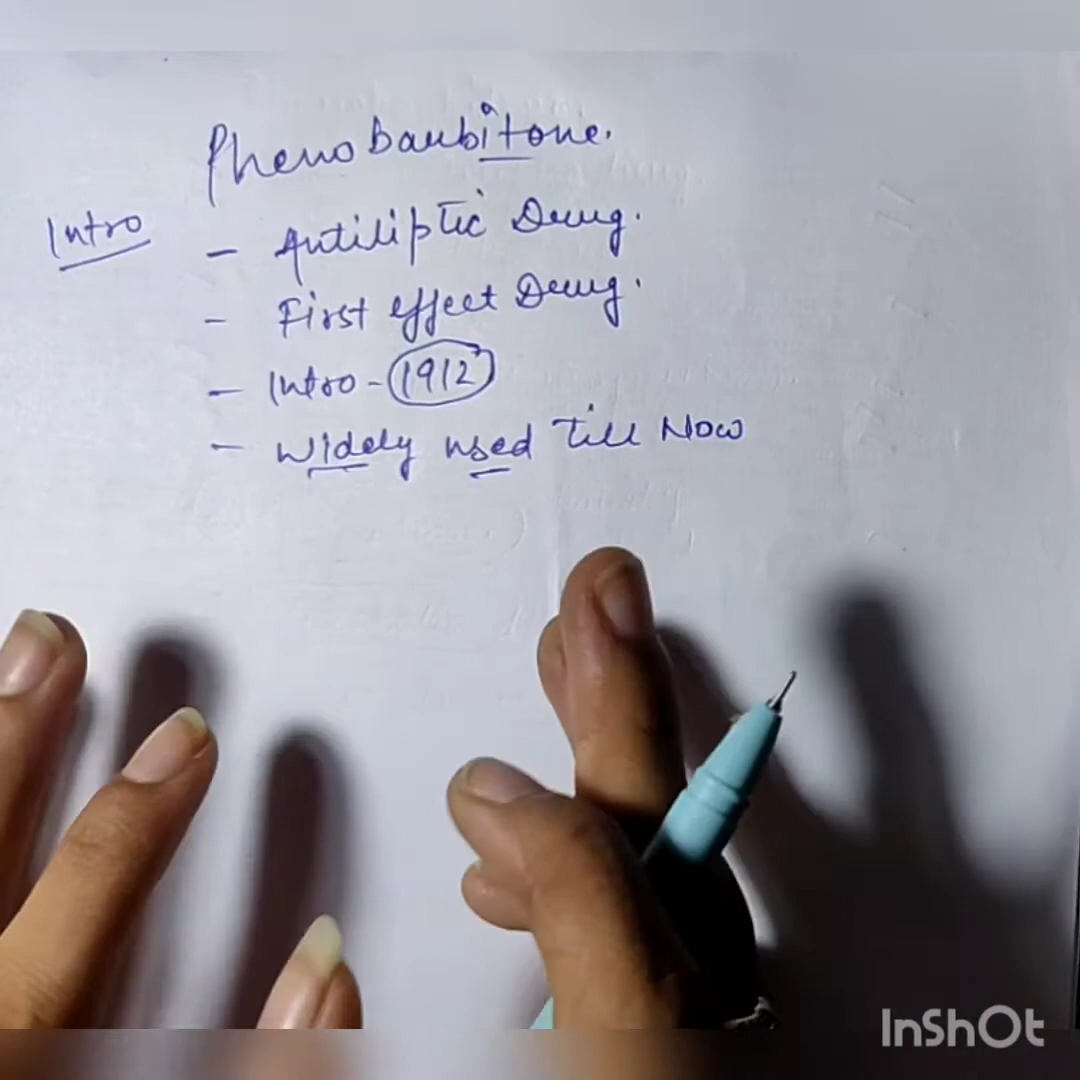 Phenobarbitone.
Intro
- Antiliptic Drug.
- First effect Drug.
- Intro - 1912
- Widely used Till Now
InShOt